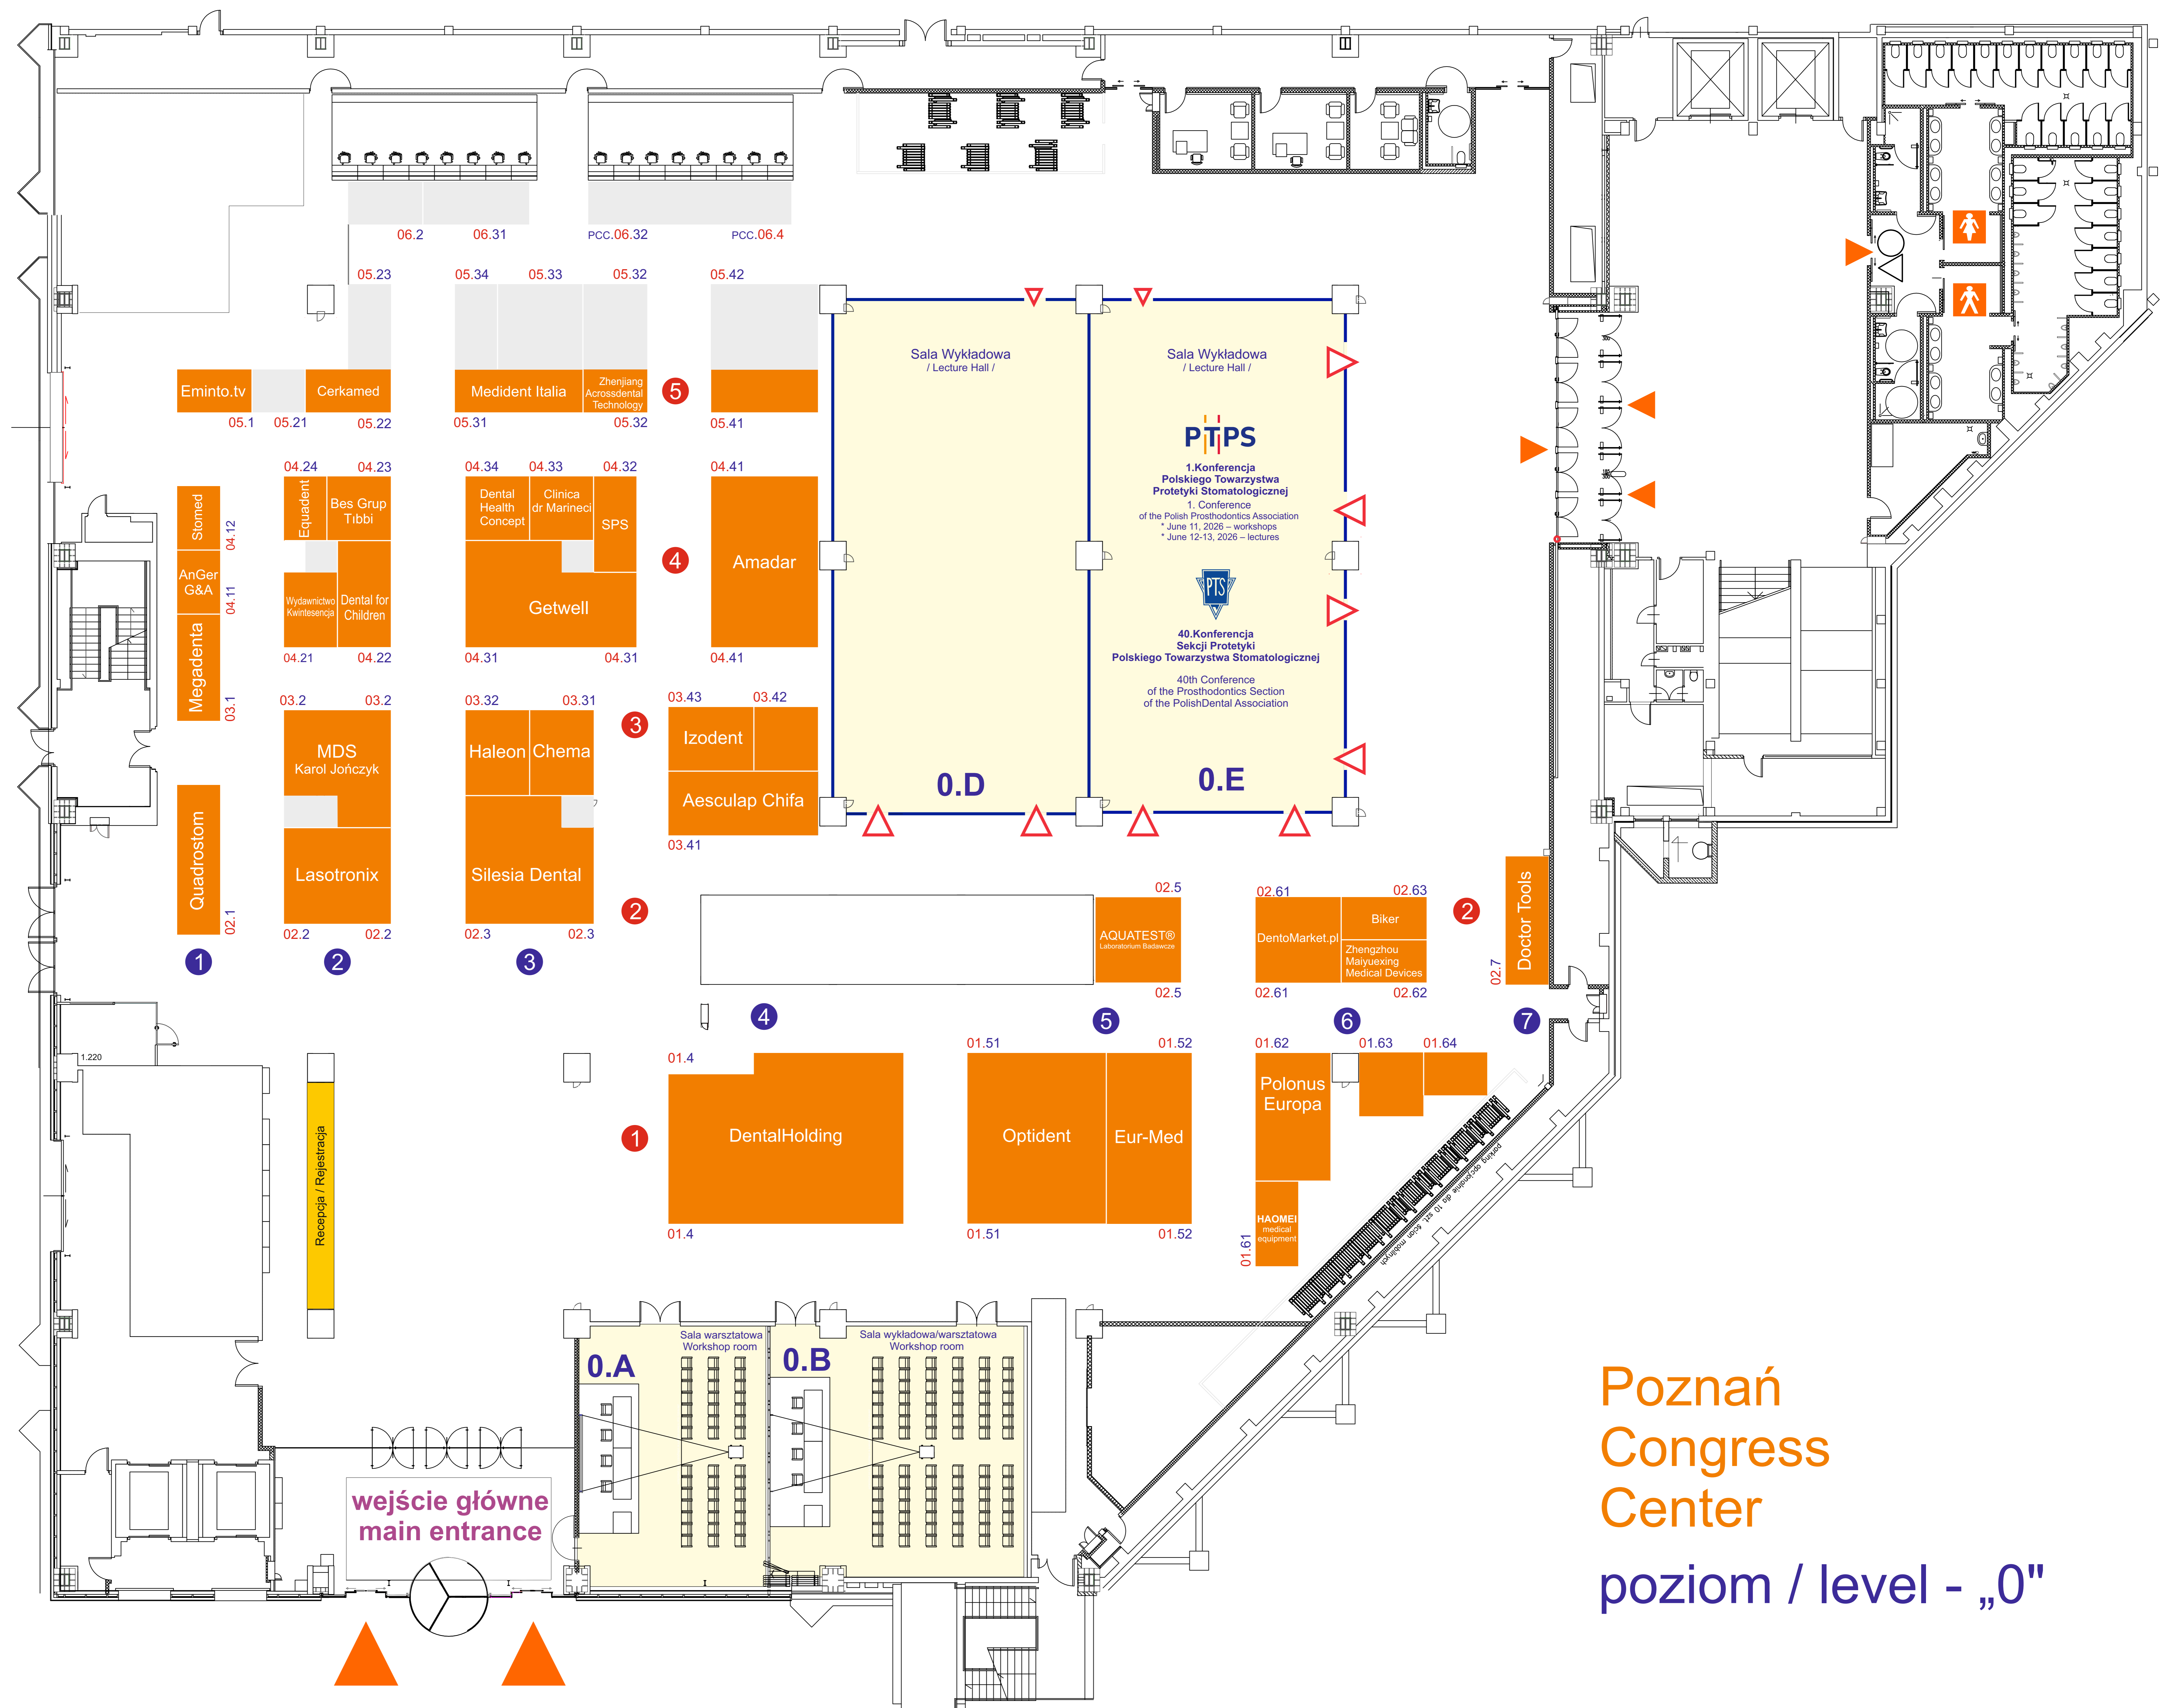 06.2
06.31
PCC.06.32
PCC.06.4
05.23
05.34
05.33
05.32
05.42
Eminto.tv
Cerkamed
Medident Italia
Zhenjiang
Acrossdental
Technology
5
05.1
05.21
05.22
05.31
05.32
05.41
Sala Wykładowa
/ Lecture Hall /
Sala Wykładowa
/ Lecture Hall /
PTPS
1.Konferencja
Polskiego Towarzystwa
Protetyki Stomatologicznej
1. Conference
of the Polish Prosthodontics Association
* June 11, 2026 – workshops
* June 12-13, 2026 – lectures
PTS
40.Konferencja
Sekcji Protetyki
Polskiego Towarzystwa Stomatologicznej
40th Conference
of the Prosthodontics Section
of the PolishDental Association
0.D
0.E
04.24
04.23
04.34
04.33
04.32
04.41
Stomed
04.12
Equadent
Bes Grup
Tıbbi
Dental
Health
Concept
Clinica
dr Marineci
SPS
AnGer
G&A
04.11
Wydawnictwo
Kwintesencja
Dental for
Children
Getwell
4
Amadar
Megadenta
03.1
04.21
04.22
04.31
04.31
04.41
03.2
03.2
03.32
03.31
03.43
03.42
MDS
Karol Jończyk
Haleon
Chema
3
Izodent
Aesculap Chifa
03.41
Quadrostom
02.1
Lasotronix
Silesia Dental
2
02.2
02.2
02.3
02.3
1
2
3
02.5
AQUATEST®
Laboratorium Badawcze
02.5
02.61
02.63
DentoMarket.pl
Biker
Zhengzhou
Maiyuexing
Medical Devices
02.61
02.62
2
Doctor Tools
02.7
4
5
6
7
1.220
01.4
01.51
01.52
01.62
01.63
01.64
1
DentalHolding
Optident
Eur-Med
Polonus
Europa
HAOMEI
medical
equipment
01.61
01.4
01.51
01.52
parking opcjonalnie dla 10 szt. ścian mobilnych
Recepcja / Rejestracja
Sala warsztatowa
Workshop room
0.A
Sala wykładowa/warsztatowa
Workshop room
0.B
wejście główne
main entrance
Poznań
Congress
Center
poziom / level - „0"